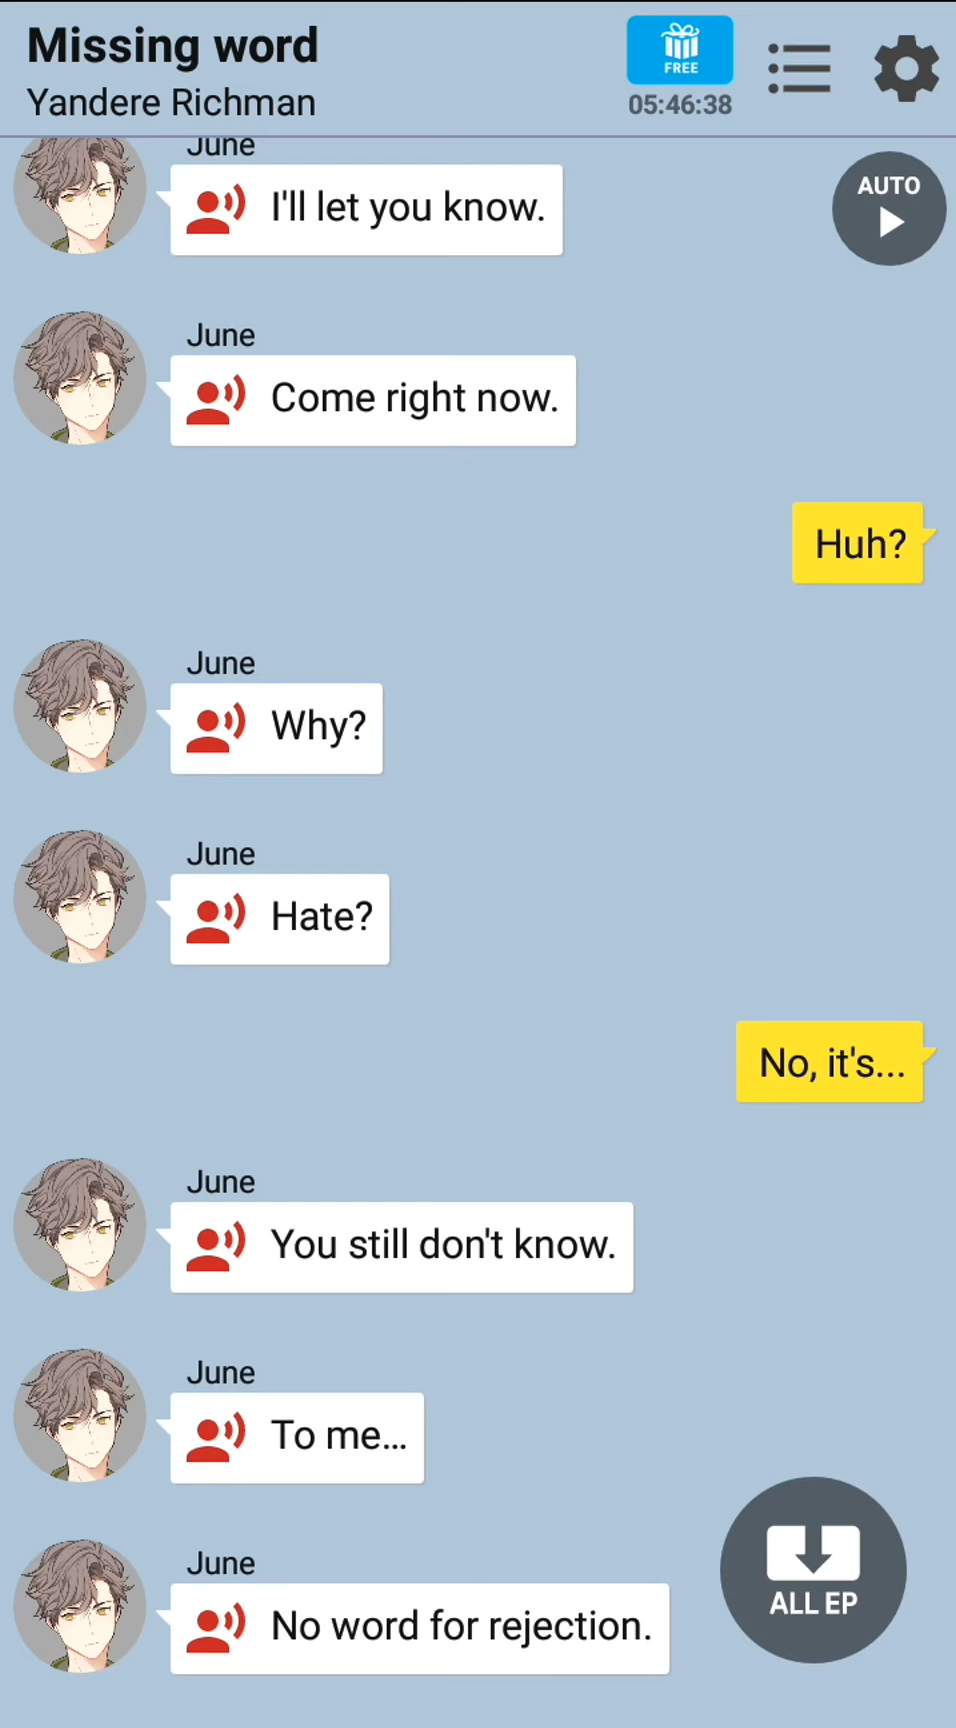 Missing word
Yandere Richman
FREE
05:46:38
AUTO
June
I'll let you know.
June
Come right now.
Huh?
June
Why?
June
Hate?
No, it's...
June
You still don't know.
June
To me...
June
No word for rejection.
ALL EP